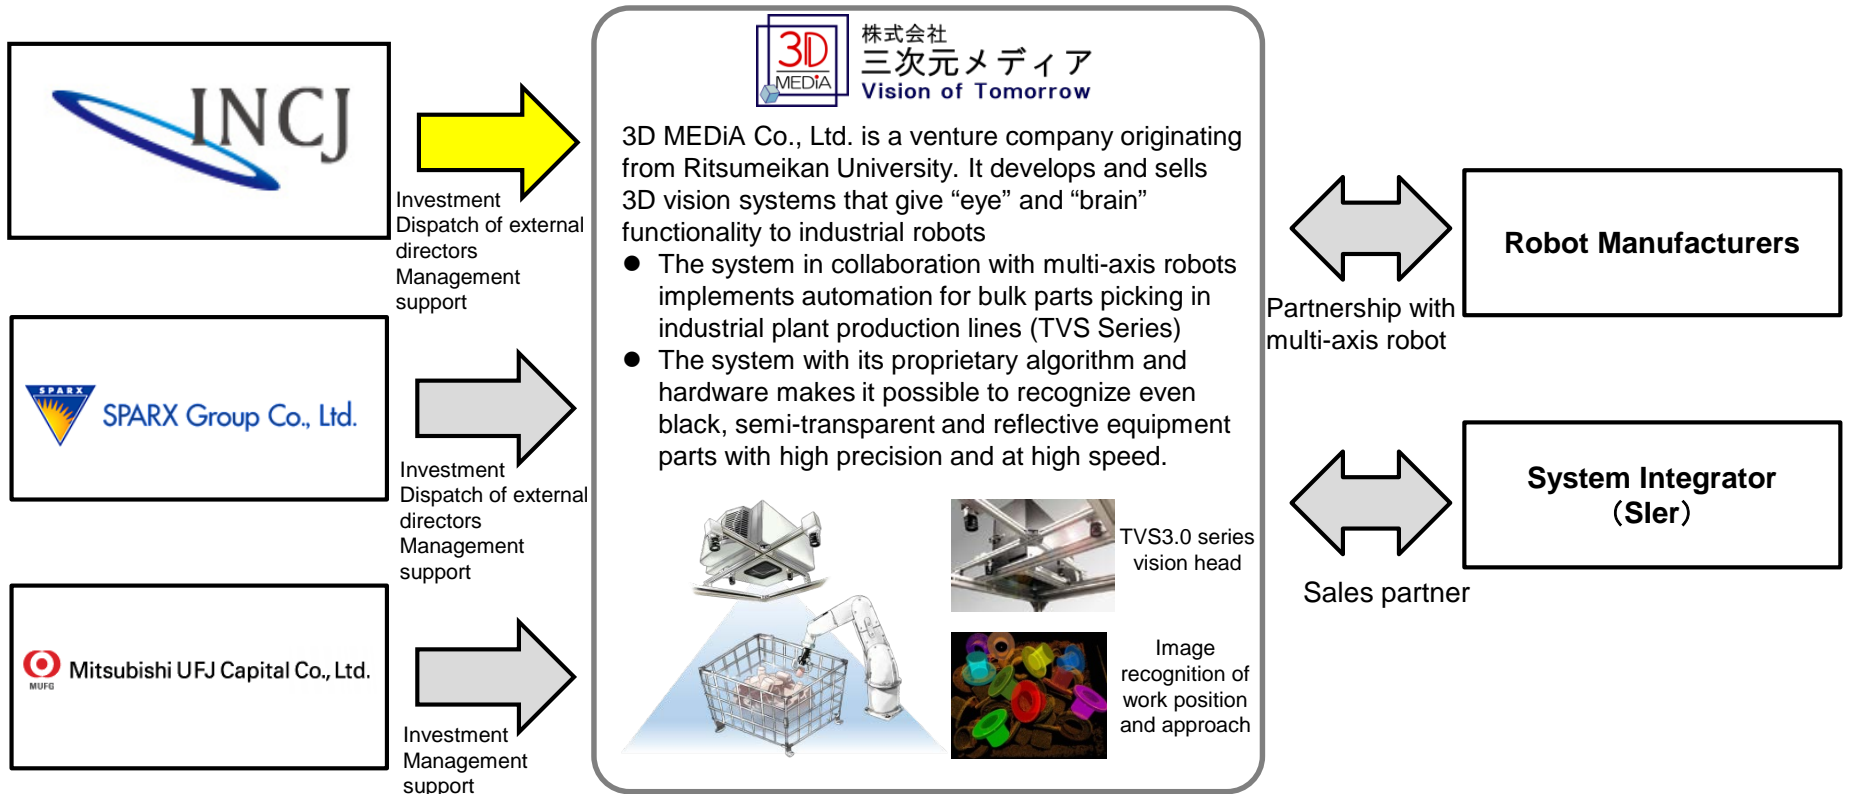 INCJ
Investment
Dispatch of external
directors
Management
support
SPARX
SPARX Group Co., Ltd.
Investment
Dispatch of external
directors
Management
support
MUFG
Mitsubishi UFJ Capital Co., Ltd.
Investment
Management
support
3D
MEDiA
株式会社
三次元メディア
Vision of Tomorrow
3D MEDiA Co., Ltd. is a venture company originating
from Ritsumeikan University. It develops and sells
3D vision systems that give “eye” and “brain”
functionality to industrial robots
● The system in collaboration with multi-axis robots
implements automation for bulk parts picking in
industrial plant production lines (TVS Series)
● The system with its proprietary algorithm and
hardware makes it possible to recognize even
black, semi-transparent and reflective equipment
parts with high precision and at high speed.
TVS3.0 series
vision head
Image
recognition of
work position
and approach
Partnership with
multi-axis robot
Robot Manufacturers
Sales partner
System Integrator
（SIer）